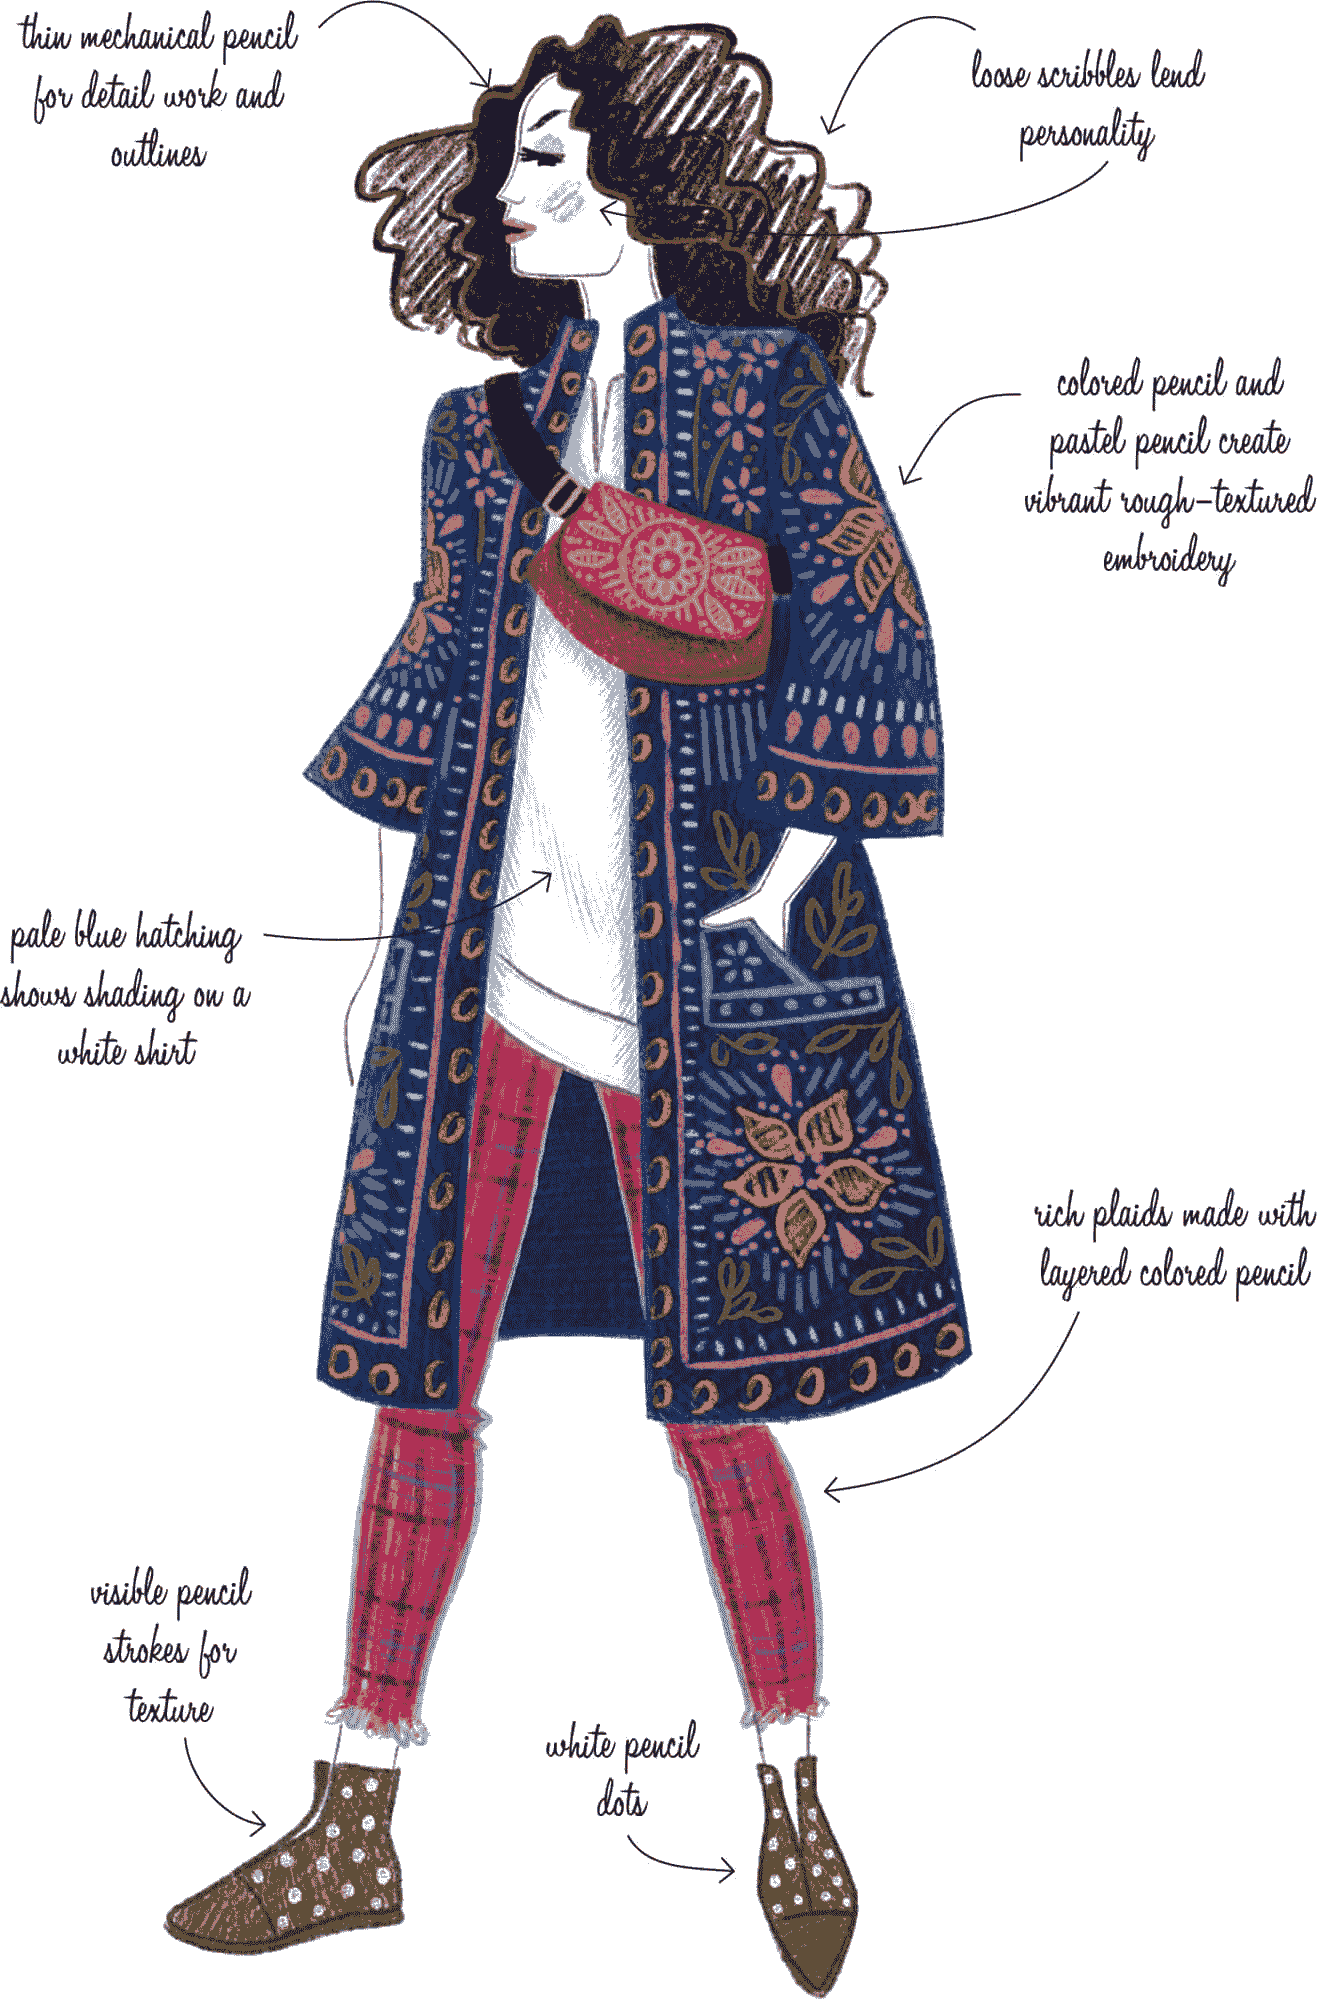 thin mechanical pencil
for detail work and
outlines
loose scribbles lend
personality
colored pencil and
pastel pencil create
vibrant rough-textured
embroidery
pale blue hatching
shows shading on a
white shirt
rich plaids made with
layered colored pencil
visible pencil
strokes for
texture
white pencil
dots